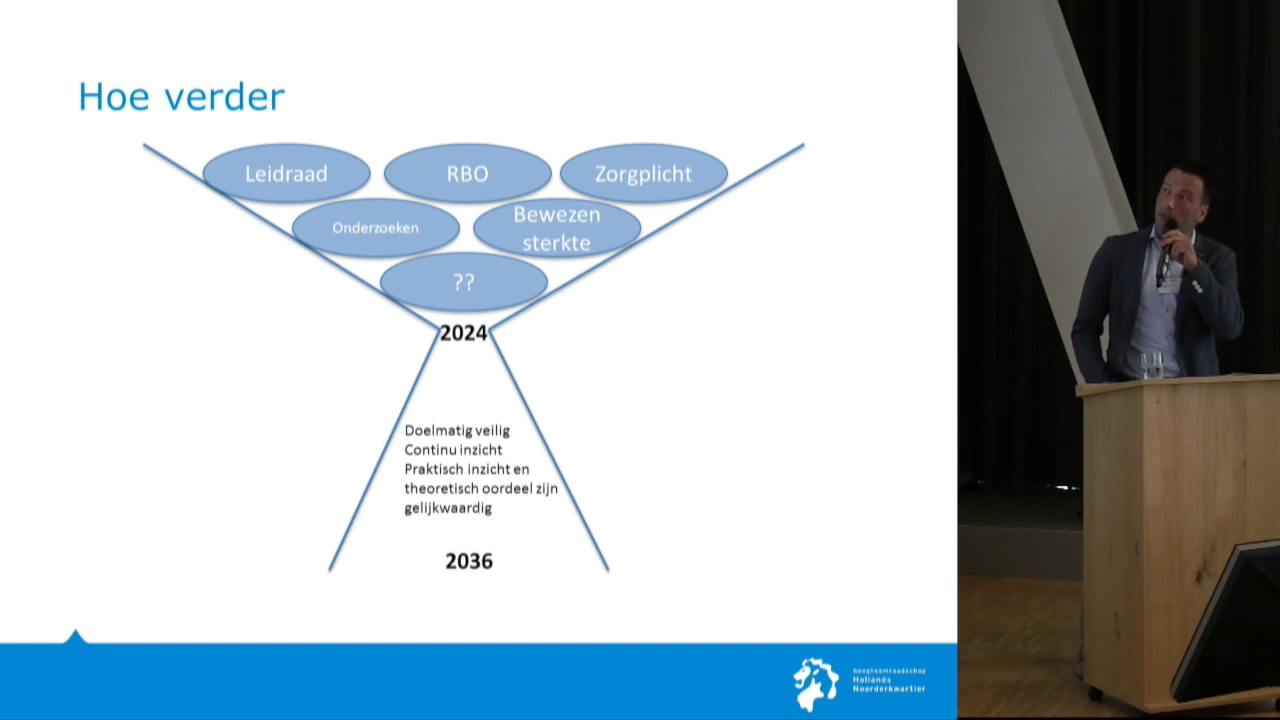 Hoe verder
Leidraad
RBO
Zorgplicht
Onderzoeken
Bewezen
sterkte
??
2024
Doelmatig veilig
Continu inzicht
Praktisch inzicht en
theoretisch oordeel zijn
gelijkwaardig
2036
hoogheemraadschap
Hollands
Noorderkwartier